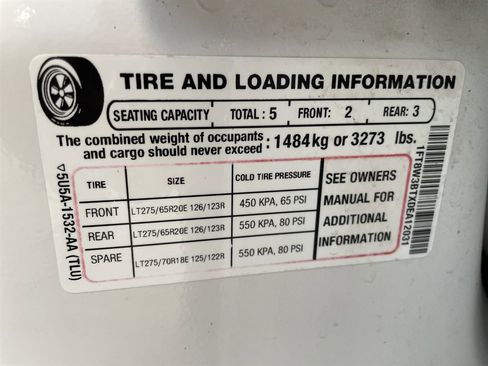 TIRE AND LOADING INFORMATION
SEATING CAPACITY TOTAL : 5 FRONT: 2 REAR: 3
The combined weight of occupants
and cargo should never exceed : 1484kg or 3273 lbs.
TIRE SIZE COLD TIRE PRESSURE
FRONT LT275/65R20E 126/123R 450 KPA, 65 PSI
REAR LT275/65R20E 126/123R 550 KPA, 80 PSI
SPARE LT275/70R18E 125/122R 550 KPA, 80 PSI
SEE OWNERS
MANUAL FOR
ADDITIONAL
INFORMATION
▽5U5A-1532-AA (TLU)